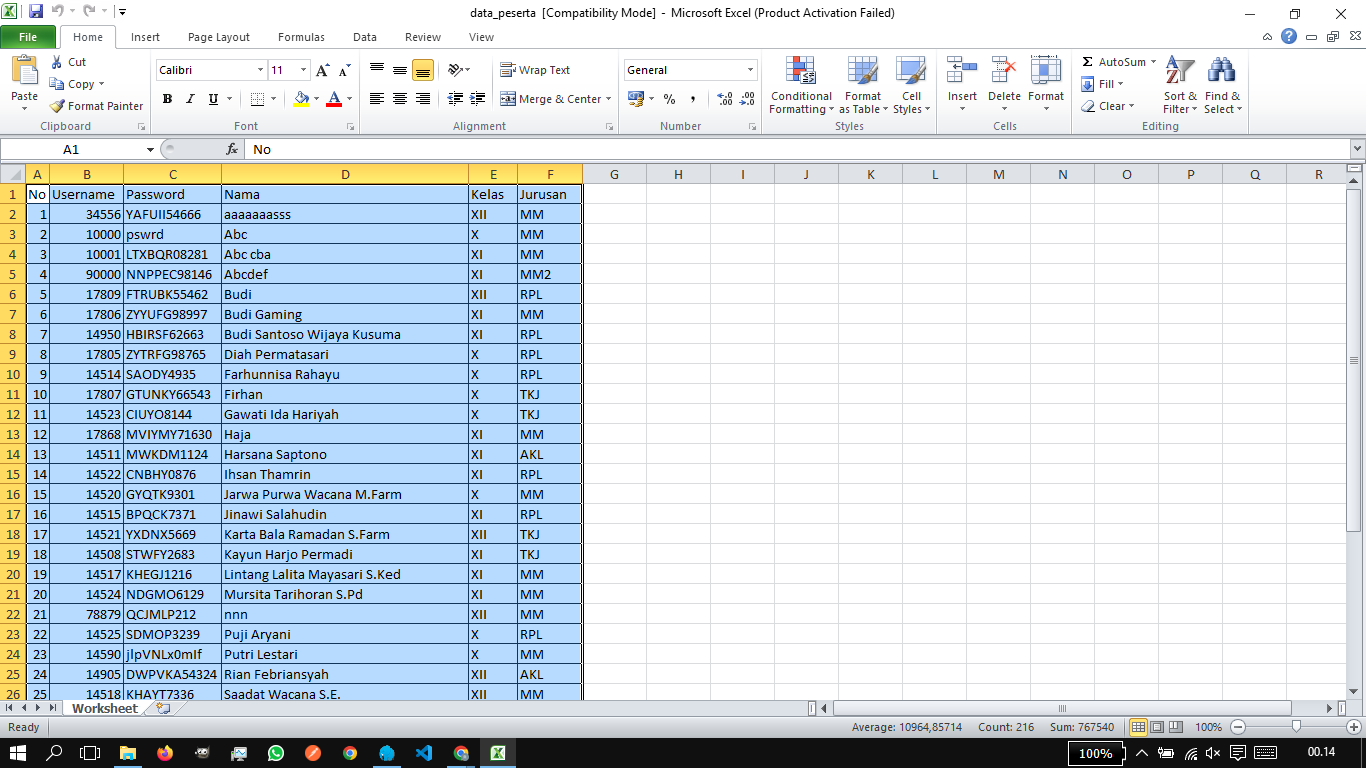 data_peserta [Compatibility Mode] - Microsoft Excel (Product Activation Failed)
File Home Insert Page Layout Formulas Data Review View
Paste Cut Copy Format Painter Clipboard
Calibri 11 B I U Font
Wrap Text Merge & Center Alignment
General % , Number
Conditional Formatting Format as Table Cell Styles Styles
Insert Delete Format Cells
Σ AutoSum Fill Clear Sort & Filter Find & Select Editing
A1 fx No
A B C D E F G H I J K L M N O P Q R
1 No Username Password Nama Kelas Jurusan
2 1 34556 YAFUII54666 aaaaaaasss XII MM
3 2 10000 pswrd Abc X MM
4 3 10001 LTXBQR08281 Abc cba XI MM
5 4 90000 NNPPEC98146 Abcdef XI MM2
6 5 17809 FTRUBK55462 Budi XII RPL
7 6 17806 ZYYUFG98997 Budi Gaming XI MM
8 7 14950 HBIRSF62663 Budi Santoso Wijaya Kusuma XI RPL
9 8 17805 ZYTRFG98765 Diah Permatasari X RPL
10 9 14514 SAODY4935 Farhunnisa Rahayu X RPL
11 10 17807 GTUNKY66543 Firhan X TKJ
12 11 14523 CIUYO8144 Gawati Ida Hariyah X TKJ
13 12 17868 MVIYMY71630 Haja XI MM
14 13 14511 MWKDM1124 Harsana Saptono XI AKL
15 14 14522 CNBHY0876 Ihsan Thamrin XI RPL
16 15 14520 GYQTK9301 Jarwa Purwa Wacana M.Farm X MM
17 16 14515 BPQCK7371 Jinawi Salahudin XI RPL
18 17 14521 YXDNX5669 Karta Bala Ramadan S.Farm XII TKJ
19 18 14508 STWFY2683 Kayun Harjo Permadi XI TKJ
20 19 14517 KHEGJ1216 Lintang Lalita Mayasari S.Ked XI MM
21 20 14524 NDGMO6129 Mursita Tarihoran S.Pd XI MM
22 21 78879 QCJMLP212 nnn XII MM
23 22 14525 SDMOP3239 Puji Aryani X RPL
24 23 14590 jlpVNLx0mIf Putri Lestari X MM
25 24 14905 DWPVKA54324 Rian Febriansyah XII AKL
26 25 14518 KHAYT7336 Saadat Wacana S.E. XII MM
Worksheet
Ready Average: 10964,85714 Count: 216 Sum: 767540 100%
100% 00.14